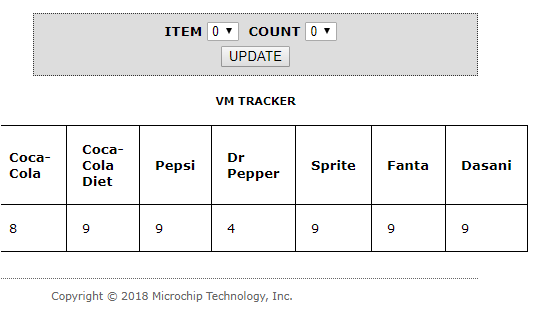 ITEM 0 COUNT 0
UPDATE
VM TRACKER
Coca-Cola Coca-Cola Diet Pepsi Dr Pepper Sprite Fanta Dasani
8 9 9 4 9 9 9
Copyright © 2018 Microchip Technology, Inc.